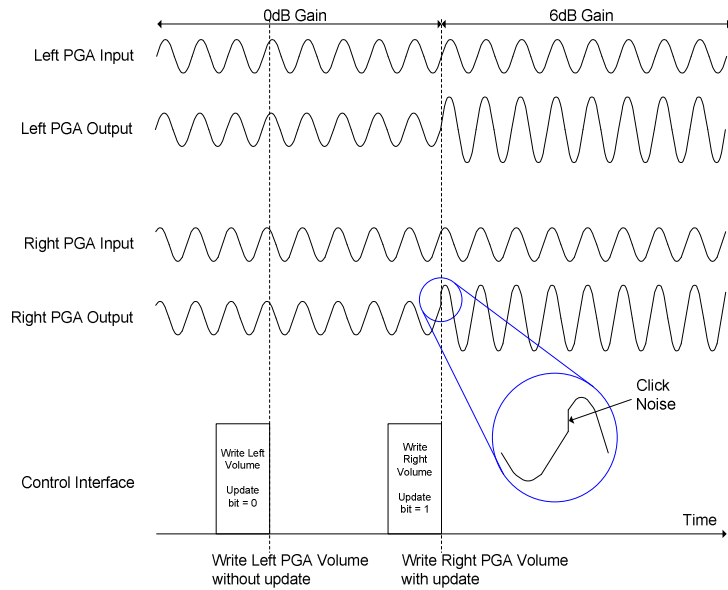 0dB Gain
6dB Gain
Left PGA Input
Left PGA Output
Right PGA Input
Right PGA Output
Click
Noise
Control Interface
Write Left
Volume
Update
bit = 0
Write
Right
Volume
Update
bit = 1
Time
Write Left PGA Volume
without update
Write Right PGA Volume
with update